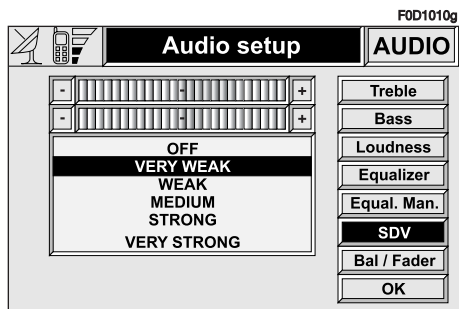 F0D1010g
Audio setup
AUDIO
- - +
- - +
OFF
VERY WEAK
WEAK
MEDIUM
STRONG
VERY STRONG
Treble
Bass
Loudness
Equalizer
Equal. Man.
SDV
Bal / Fader
OK